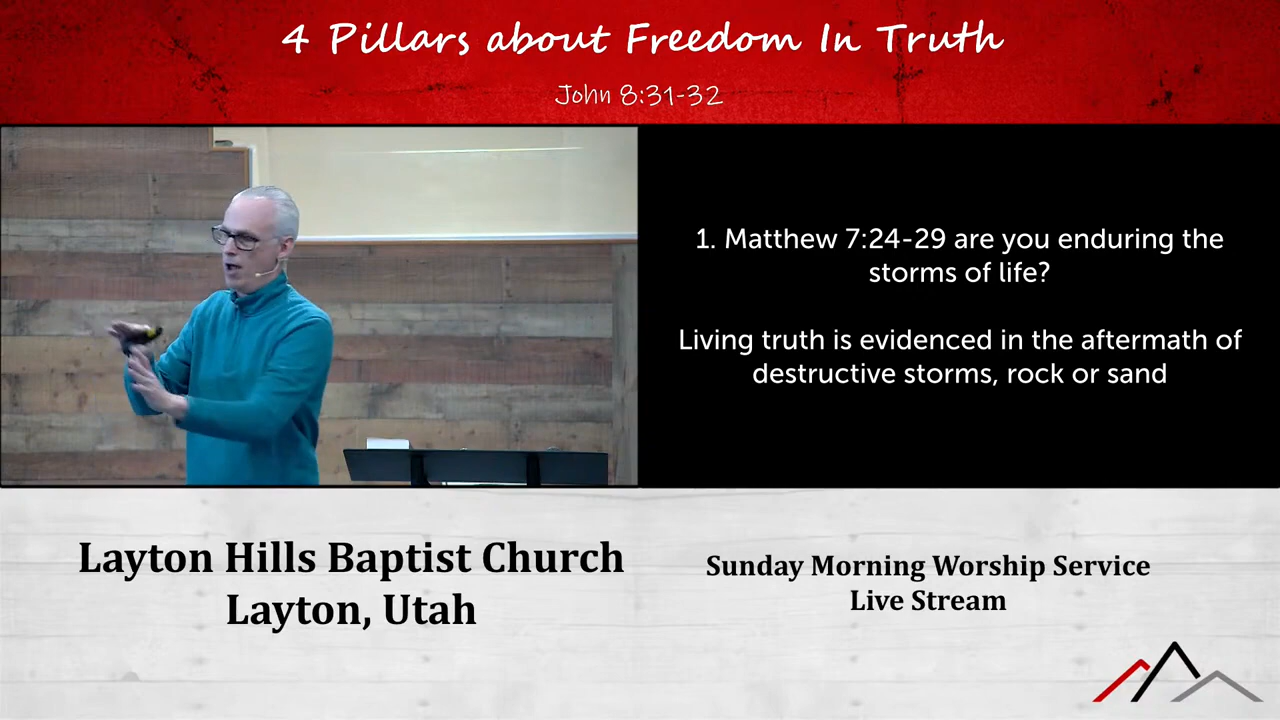 4 Pillars about Freedom In Truth
John 8:31-32
1. Matthew 7:24-29 are you enduring the
storms of life?
Living truth is evidenced in the aftermath of
destructive storms, rock or sand
Layton Hills Baptist Church
Layton, Utah
Sunday Morning Worship Service
Live Stream